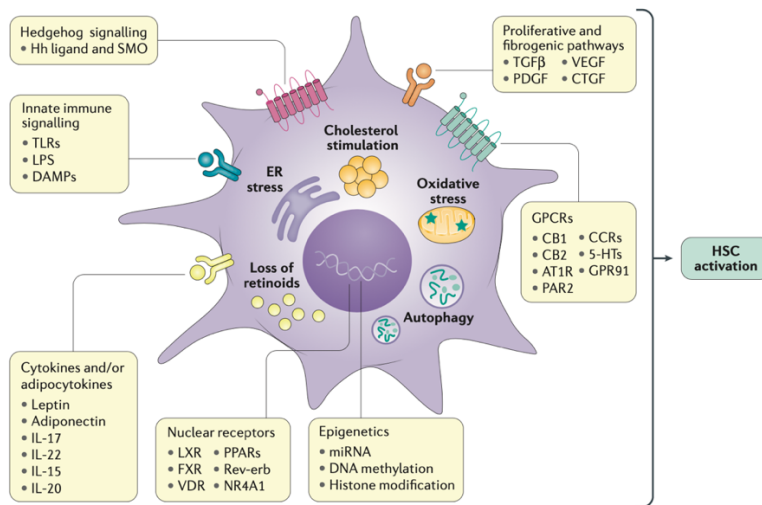 Hedgehog signalling
• Hh ligand and SMO
Proliferative and
fibrogenic pathways
• TGFβ • VEGF
• PDGF • CTGF
Innate immune
signalling
• TLRs
• LPS
• DAMPs
Cholesterol
stimulation
ER
stress
Oxidative
stress
Loss of
retinoids
Autophagy
GPCRs
• CB1 • CCRs
• CB2 • 5-HTs
• AT1R • GPR91
• PAR2
HSC
activation
Cytokines and/or
adipocytokines
• Leptin
• Adiponectin
• IL-17
• IL-22
• IL-15
• IL-20
Nuclear receptors
• LXR • PPARs
• FXR • Rev-erb
• VDR • NR4A1
Epigenetics
• miRNA
• DNA methylation
• Histone modification